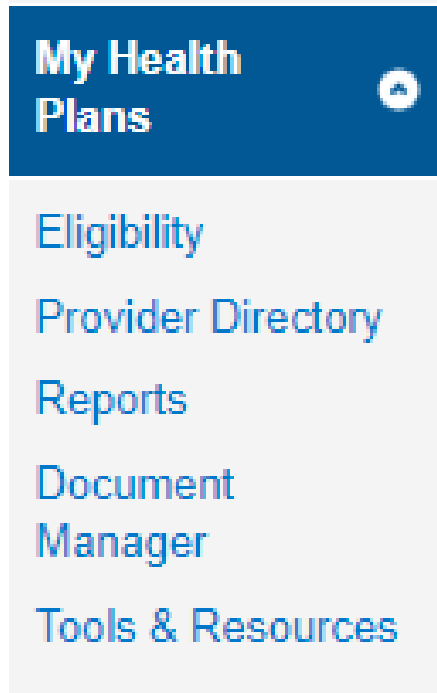 My Health
Plans
Eligibility
Provider Directory
Reports
Document
Manager
Tools & Resources